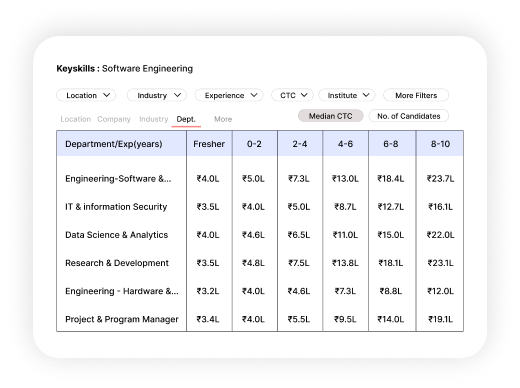 Keyskills : Software Engineering
Location Industry Experience CTC Institute More Filters
Location Company Industry Dept. More Median CTC No. of Candidates
Department/Exp(years) Fresher 0-2 2-4 4-6 6-8 8-10
Engineering-Software &... ₹4.0L ₹5.0L ₹7.3L ₹13.0L ₹18.4L ₹23.7L
IT & information Security ₹3.5L ₹4.0L ₹5.0L ₹8.7L ₹12.7L ₹16.1L
Data Science & Analytics ₹4.0L ₹4.6L ₹6.5L ₹11.0L ₹15.0L ₹22.0L
Research & Development ₹3.5L ₹4.8L ₹7.5L ₹13.8L ₹18.1L ₹23.1L
Engineering - Hardware &... ₹3.2L ₹4.0L ₹4.6L ₹7.3L ₹8.8L ₹12.0L
Project & Program Manager ₹3.4L ₹4.0L ₹5.5L ₹9.5L ₹14.0L ₹19.1L